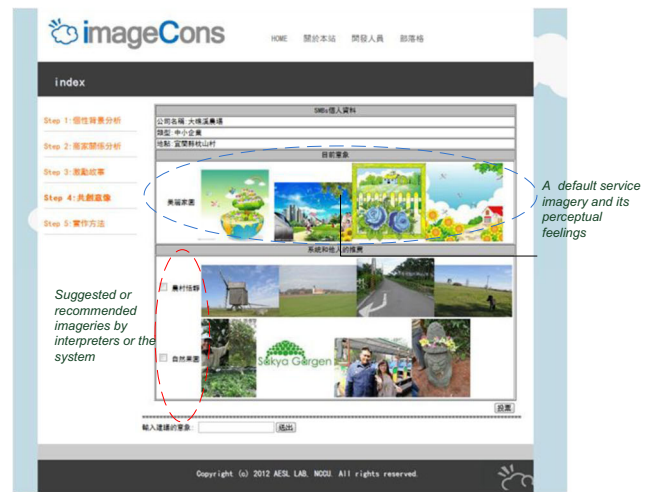 imageCons
HOME 關於本站 開發人員 部落格
index
Step 1:個性背景分析
Step 2:商家關係分析
Step 3:激勵故事
Step 4:共創意像
Step 5:實作方法
SMBs個人資料
公司名稱:大塊溪農場
類型:中小企業
地點:宜蘭縣枕山村
目前意象
美麗家園
A default service
imagery and its
perceptual
feelings
系統和他人的推薦
農村恬靜
Suggested or
recommended
imageries by
interpreters or the
system
自然果園
Sukya Gargen
投票
輸入建議的意象:
送出
Copyright (c) 2012 AESL LAB. NCCU. All rights reserved.